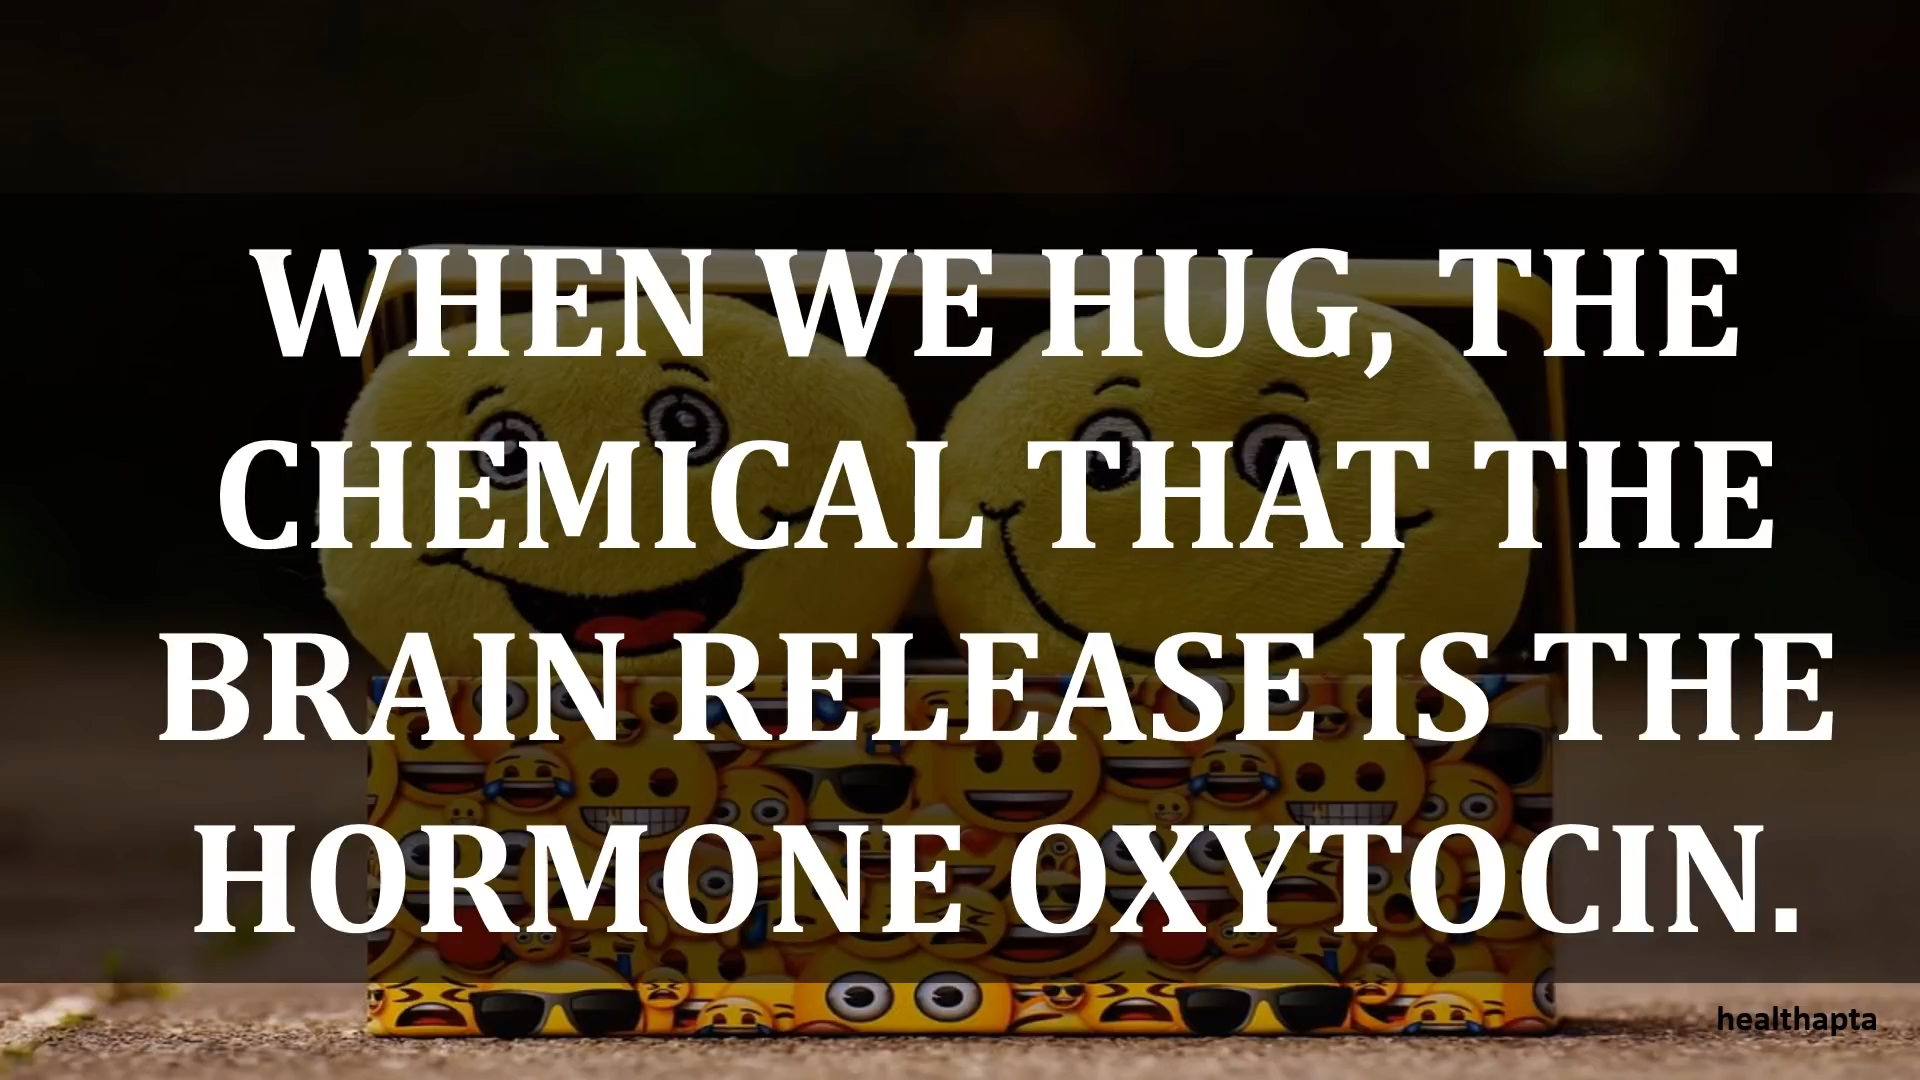 WHEN WE HUG, THE
CHEMICAL THAT THE
BRAIN RELEASE IS THE
HORMONE OXYTOCIN.
healthapta